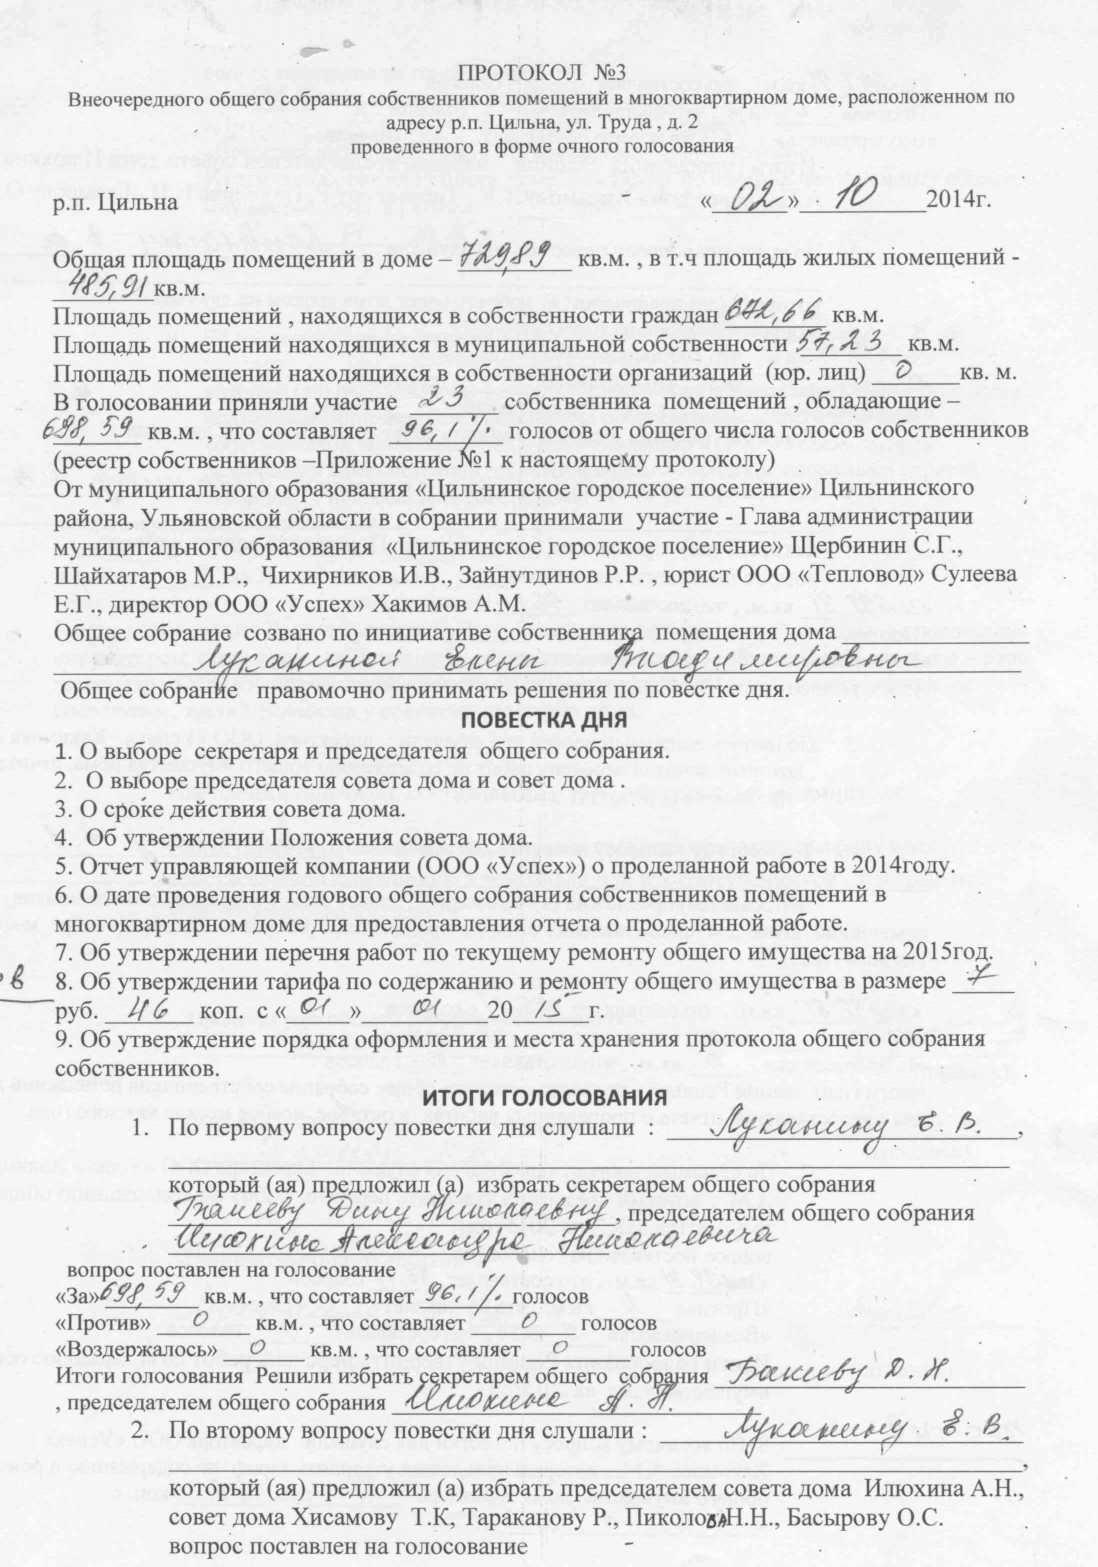 ПРОТОКОЛ №3
Внеочередного общего собрания собственников помещений в многоквартирном доме, расположенном по
адресу р.п. Цильна, ул. Труда , д. 2
проведенного в форме очного голосования
р.п. Цильна «02» 10 2014г.
Общая площадь помещений в доме – 729,89 кв.м. , в т.ч площадь жилых помещений -
485,91 кв.м.
Площадь помещений , находящихся в собственности граждан 672,66 кв.м.
Площадь помещений находящихся в муниципальной собственности 57,23 кв.м.
Площадь помещений находящихся в собственности организаций (юр. лиц) 0 кв. м.
В голосовании приняли участие 23 собственника помещений , обладающие –
698,59 кв.м. , что составляет 96,1% голосов от общего числа голосов собственников
(реестр собственников –Приложение №1 к настоящему протоколу)
От муниципального образования «Цильнинское городское поселение» Цильнинского
района, Ульяновской области в собрании принимали участие - Глава администрации
муниципального образования «Цильнинское городское поселение» Щербинин С.Г.,
Шайхатаров М.Р., Чихирников И.В., Зайнутдинов Р.Р. , юрист ООО «Тепловод» Сулеева
Е.Г., директор ООО «Успех» Хакимов А.М.
Общее собрание созвано по инициативе собственника помещения дома
Луканиной Елены Владимировны
Общее собрание правомочно принимать решения по повестке дня.
ПОВЕСТКА ДНЯ
1. О выборе секретаря и председателя общего собрания.
2. О выборе председателя совета дома и совет дома .
3. О сроке действия совета дома.
4. Об утверждении Положения совета дома.
5. Отчет управляющей компании (ООО «Успех») о проделанной работе в 2014году.
6. О дате проведения годового общего собрания собственников помещений в
многоквартирном доме для предоставления отчета о проделанной работе.
7. Об утверждении перечня работ по текущему ремонту общего имущества на 2015год.
8. Об утверждении тарифа по содержанию и ремонту общего имущества в размере 7
руб. 46 коп. с «01» 01 2015г.
9. Об утверждение порядка оформления и места хранения протокола общего собрания
собственников.
ИТОГИ ГОЛОСОВАНИЯ
1. По первому вопросу повестки дня слушали : Луканину Е. В.,
который (ая) предложил (а) избрать секретарем общего собрания
Бакееву Дину Николаевну, председателем общего собрания
Илюхина Александра Николаевича
вопрос поставлен на голосование
«За» 698,59 кв.м. , что составляет 96,1% голосов
«Против» 0 кв.м. , что составляет 0 голосов
«Воздержалось» 0 кв.м. , что составляет 0 голосов
Итоги голосования Решили избрать секретарем общего собрания Бакееву Д. Н.
, председателем общего собрания Илюхина А. Н.
2. По второму вопросу повестки дня слушали : Луканину Е. В.
,
который (ая) предложил (а) избрать председателем совета дома Илюхина А.Н.,
совет дома Хисамову Т.К, Тараканову Р., Пиколова Н.Н., Басырову О.С.
вопрос поставлен на голосование